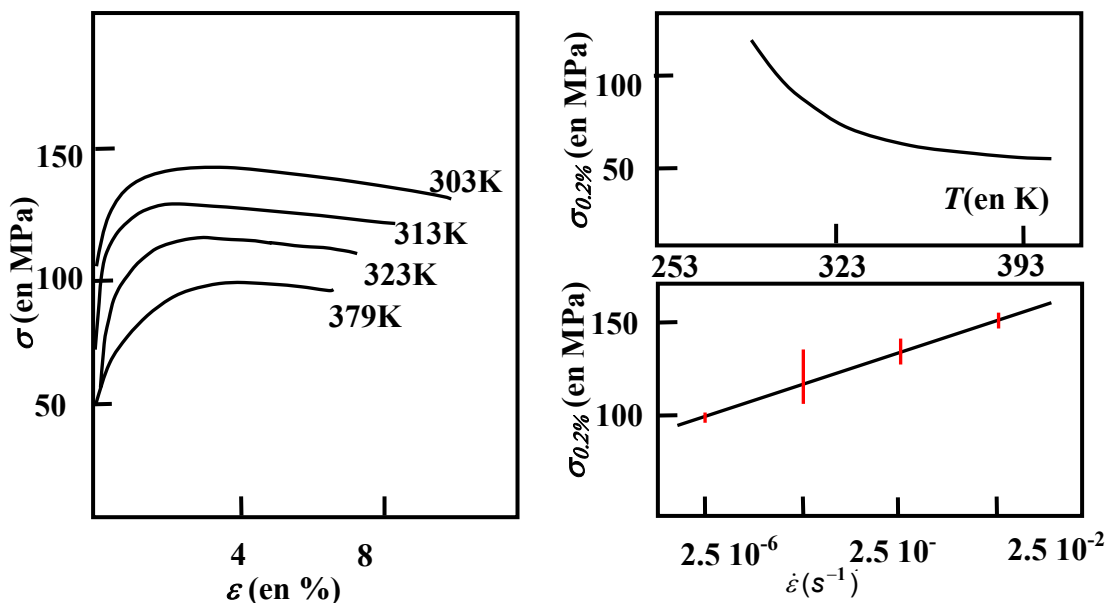 150
100
50
σ (en MPa)
303K
313K
323K
379K
4 8
ε (en %)
100
50
σ0.2% (en MPa)
T(en K)
253 323 393
150
100
σ0.2% (en MPa)
2.5 10-6 2.5 10- 2.5 10-2
ε̇ (s–1)